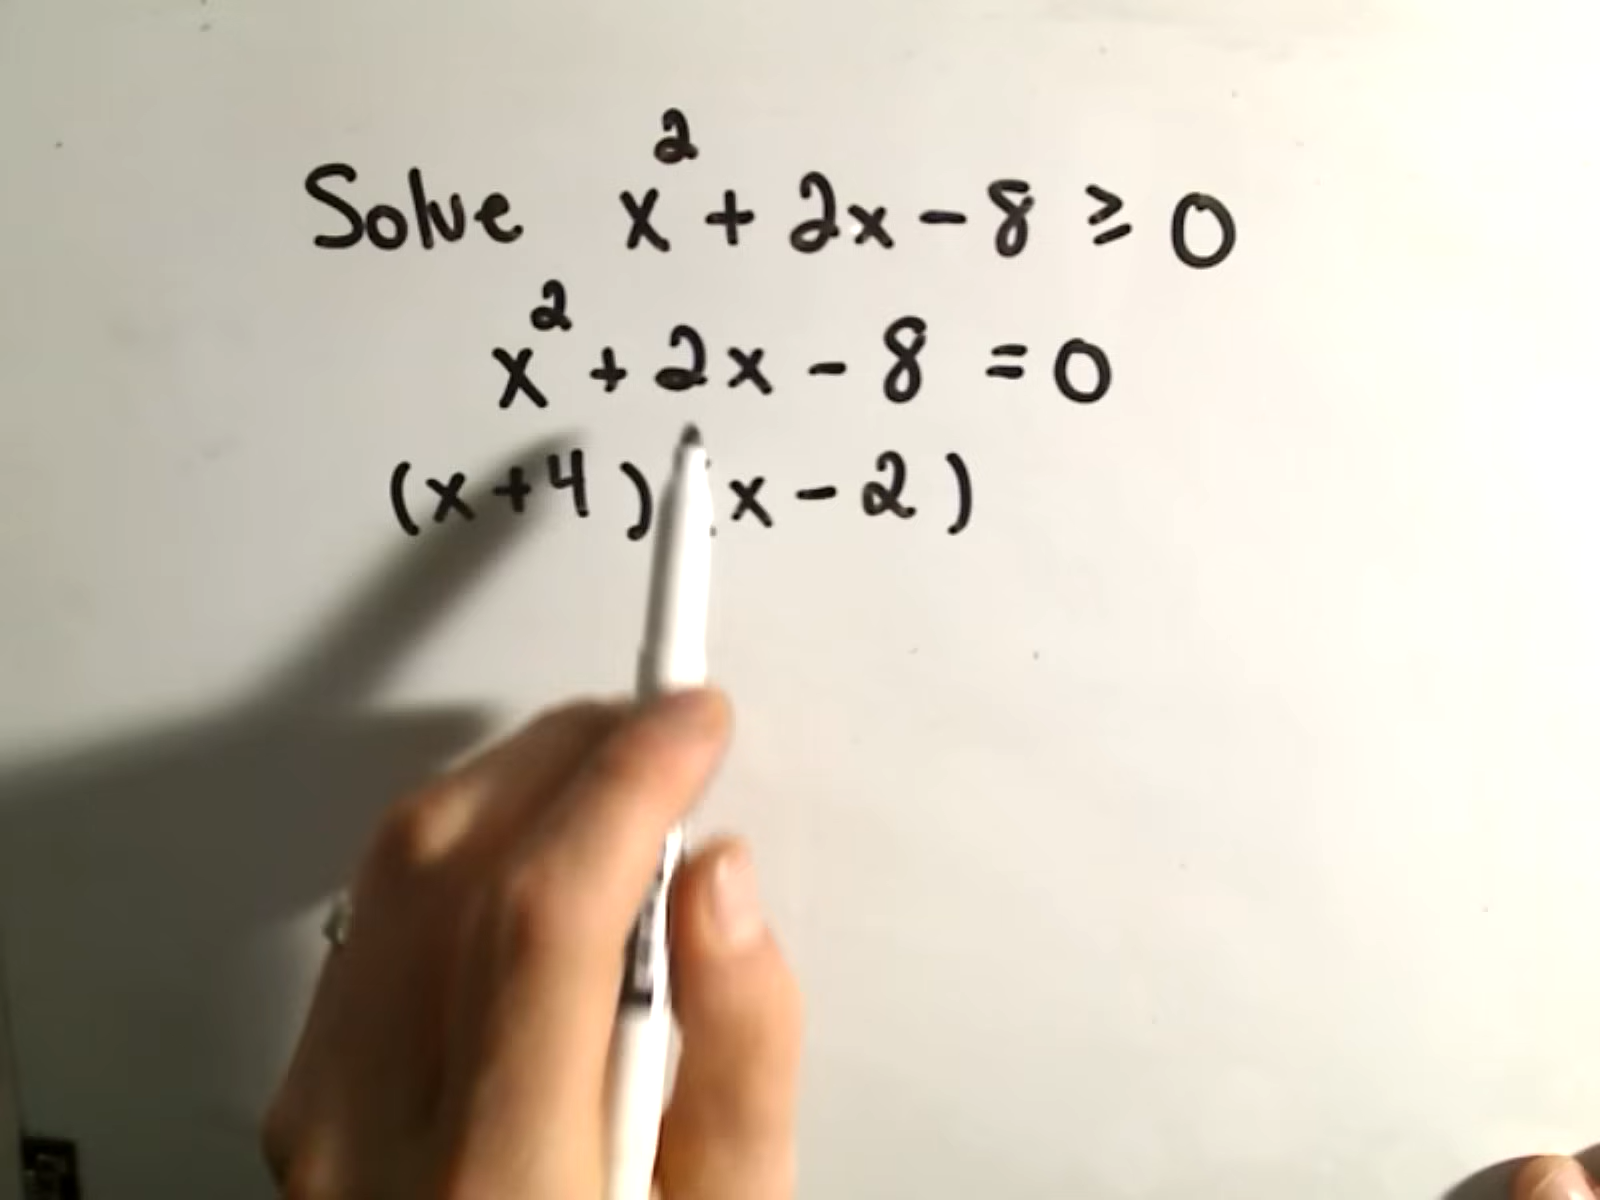 Solve x² + 2x - 8 ≥ 0
x² + 2x - 8 = 0
(x+4) (x - 2)